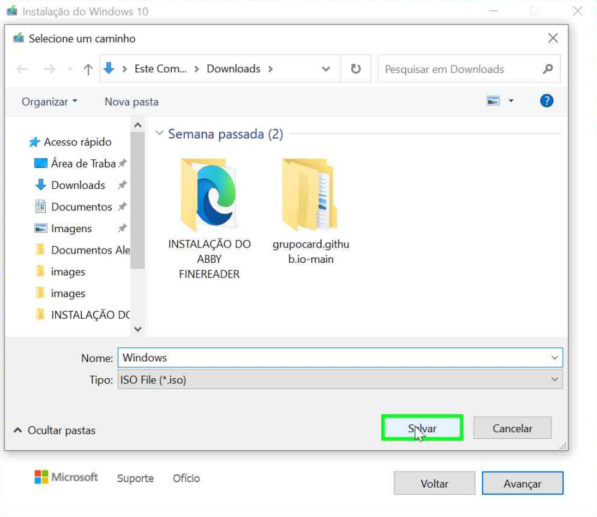 Instalação do Windows 10
Selecione um caminho
Este Com... > Downloads >
Pesquisar em Downloads
Organizar
Nova pasta
Acesso rápido
Área de Traba
Downloads
Documentos
Imagens
Documentos Ale
images
images
INSTALAÇÃO DO
Semana passada (2)
INSTALAÇÃO DO
ABBY
FINEREADER
grupocard.githu
b.io-main
Nome: Windows
Tipo: ISO File (*.iso)
Ocultar pastas
Salvar
Cancelar
Microsoft
Suporte
Ofício
Voltar
Avançar